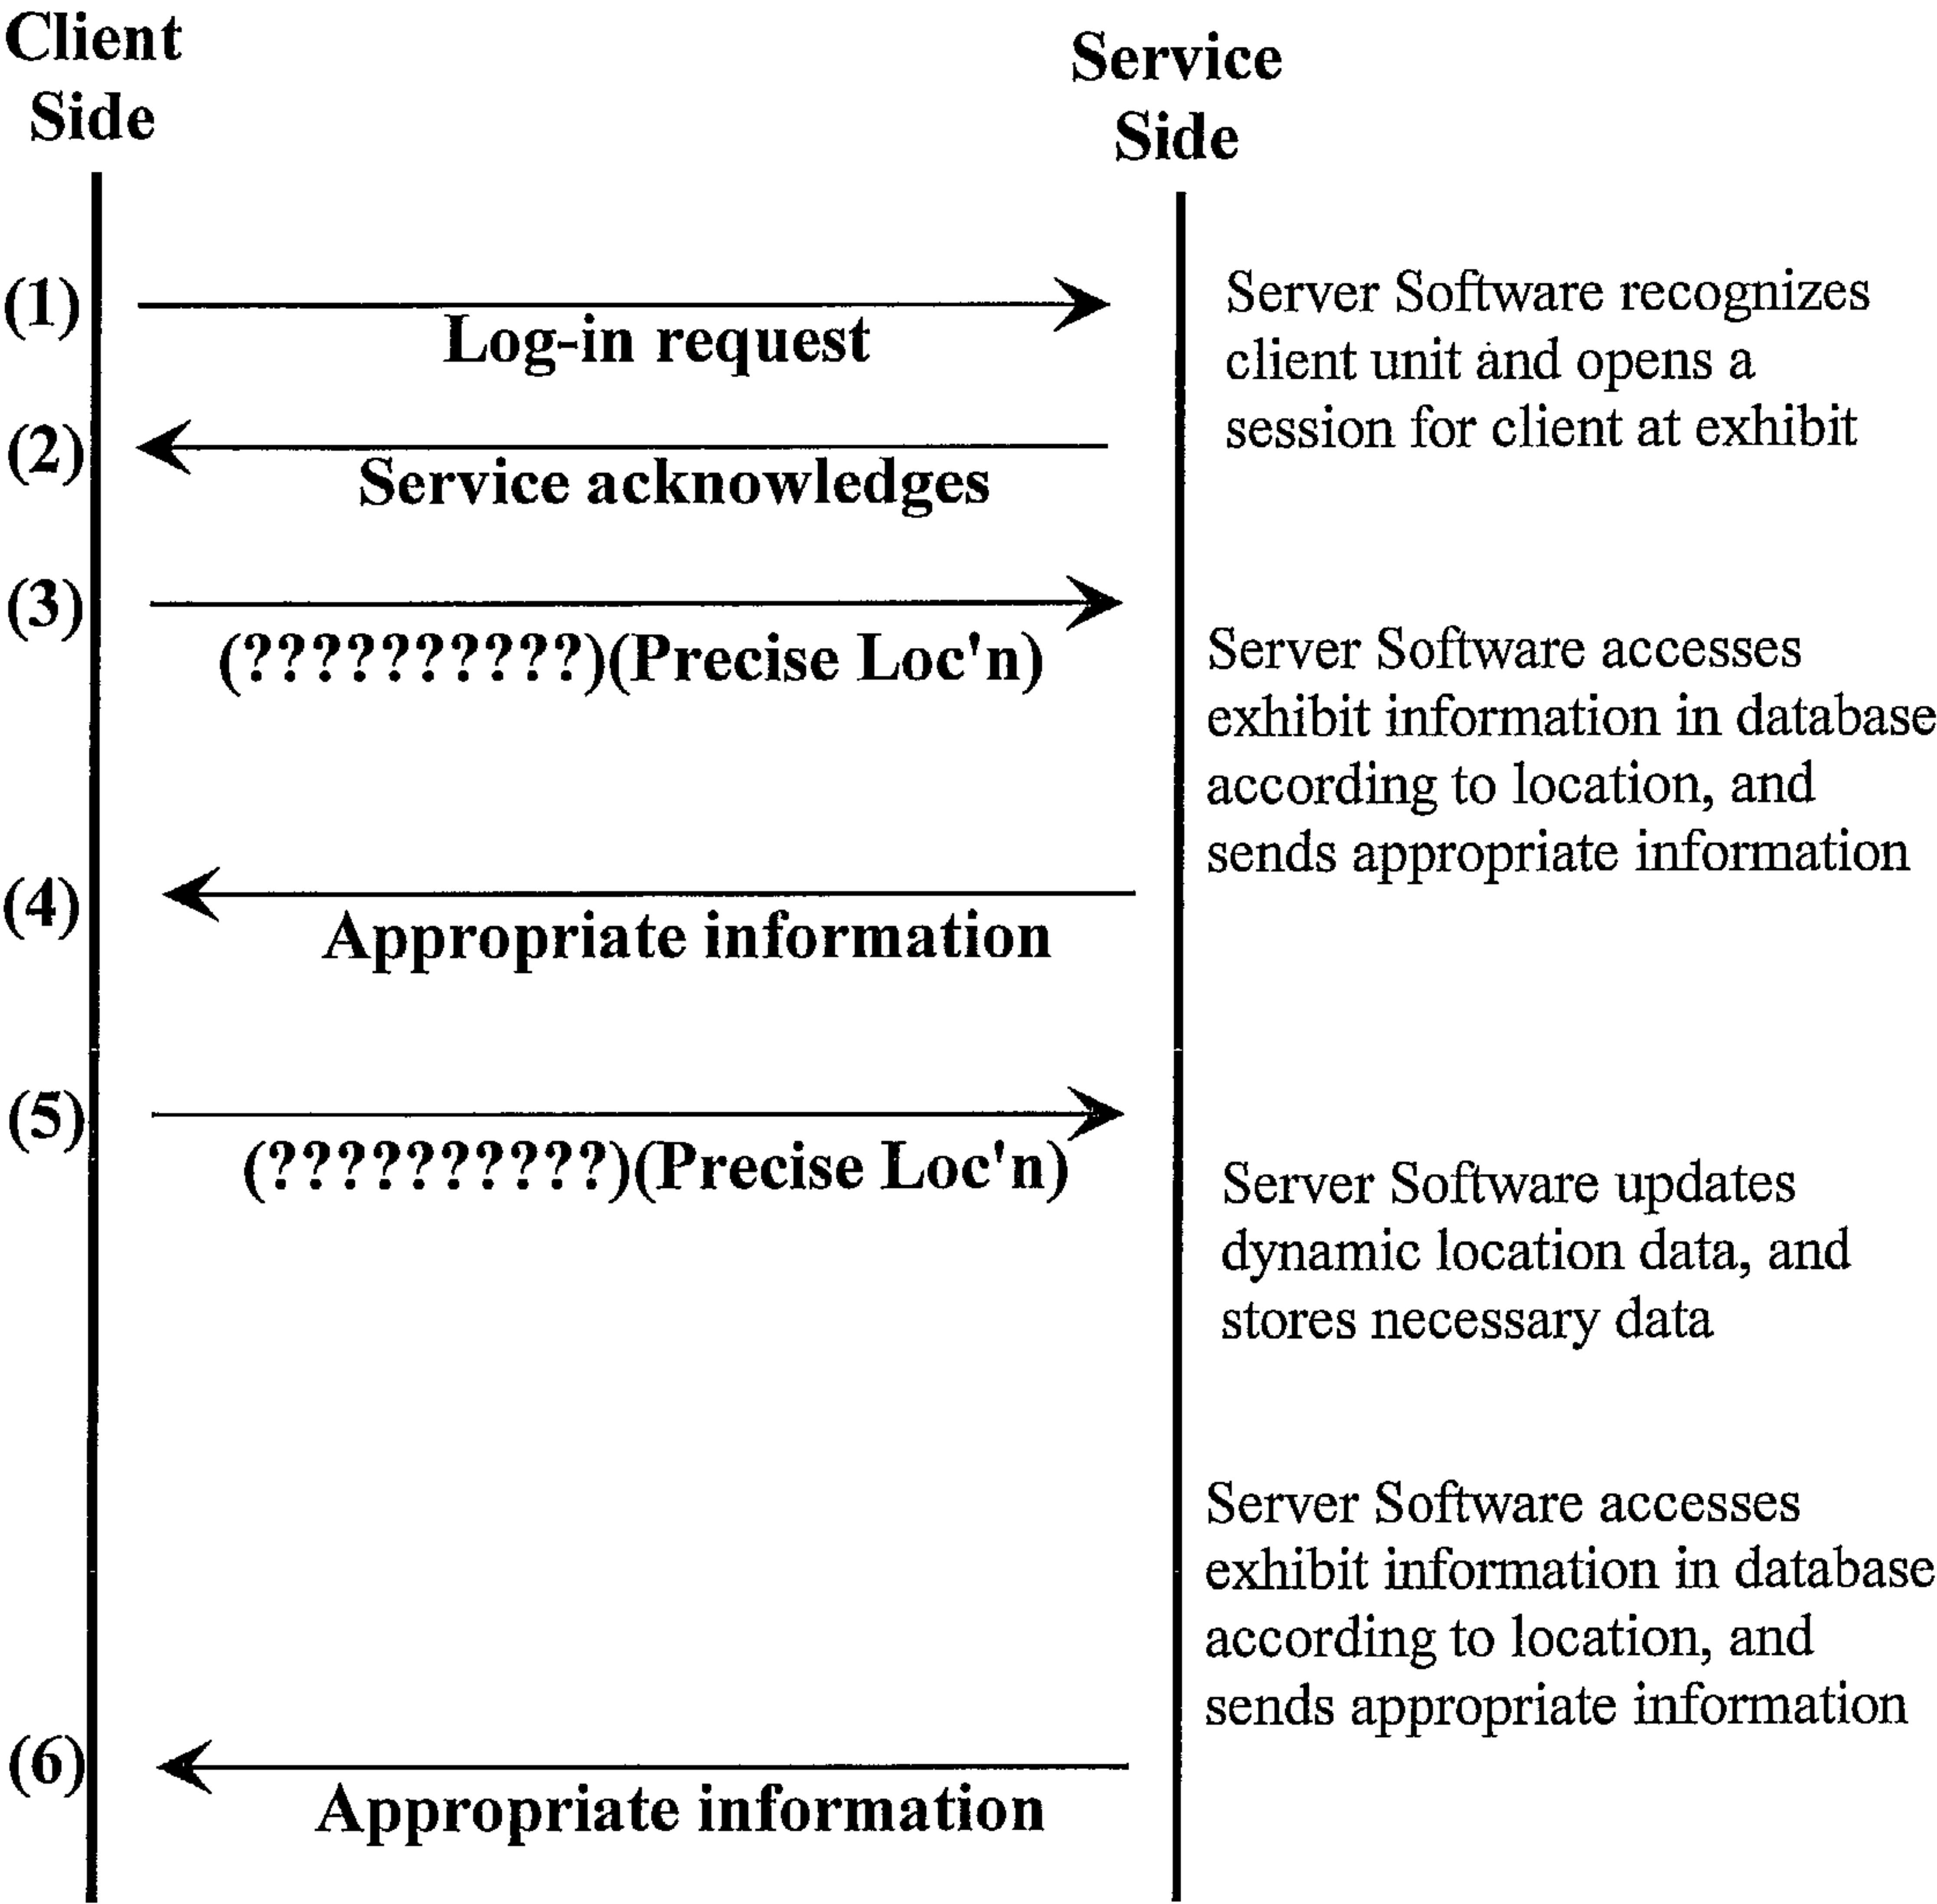 Client
Side
Service
Side
(1)
Log-in request
Server Software recognizes
client unit and opens a
session for client at exhibit
(2)
Service acknowledges
(3)
(??????????)(Precise Loc'n)
Server Software accesses
exhibit information in database
according to location, and
sends appropriate information
(4)
Appropriate information
(5)
(??????????)(Precise Loc'n)
Server Software updates
dynamic location data, and
stores necessary data
Server Software accesses
exhibit information in database
according to location, and
sends appropriate information
(6)
Appropriate information